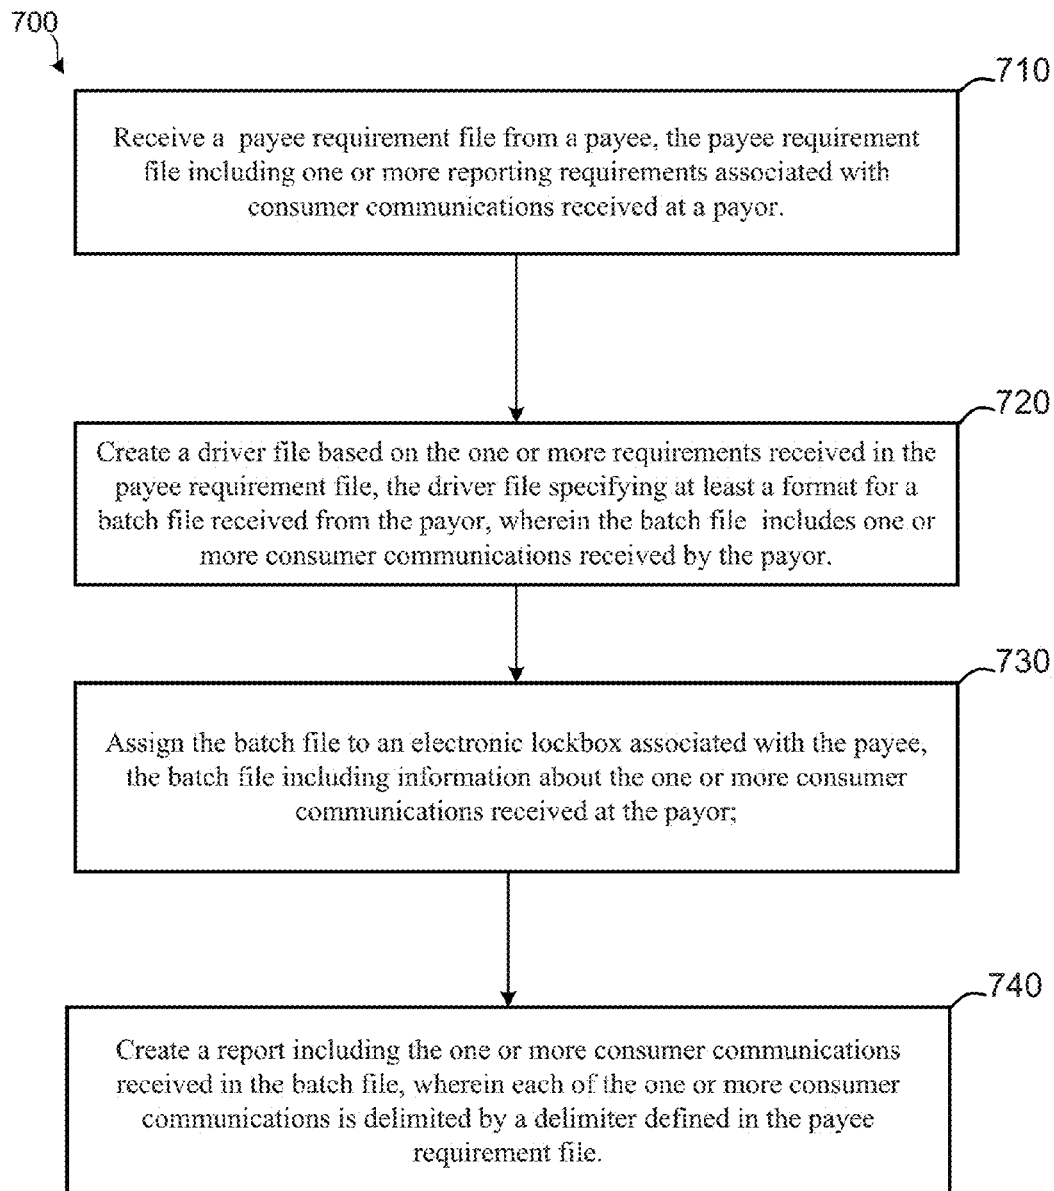 700
710
Receive a payee requirement file from a payee, the payee requirement
file including one or more reporting requirements associated with
consumer communications received at a payor.
720
Create a driver file based on the one or more requirements received in the
payee requirement file, the driver file specifying at least a format for a
batch file received from the payor, wherein the batch file includes one or
more consumer communications received by the payor.
730
Assign the batch file to an electronic lockbox associated with the payee,
the batch file including information about the one or more consumer
communications received at the payor;
740
Create a report including the one or more consumer communications
received in the batch file, wherein each of the one or more consumer
communications is delimited by a delimiter defined in the payee
requirement file.